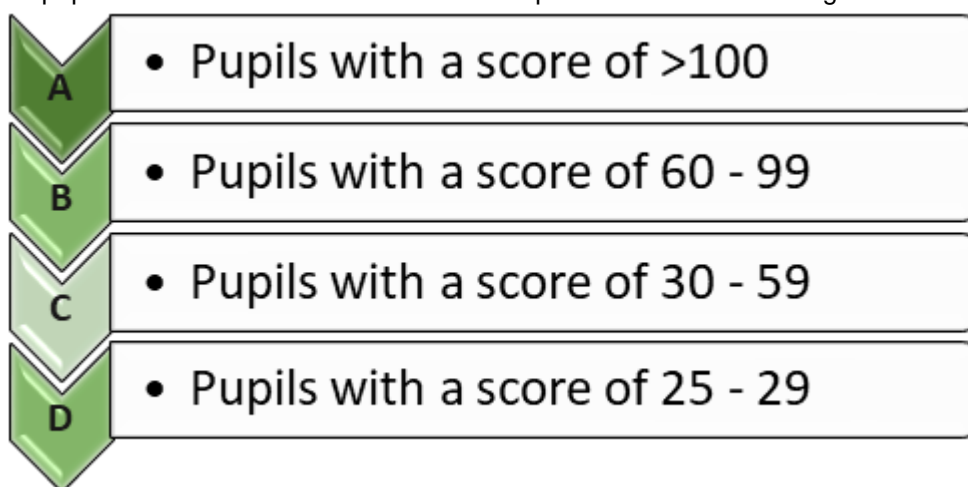 A • Pupils with a score of >100
B • Pupils with a score of 60 - 99
C • Pupils with a score of 30 - 59
D • Pupils with a score of 25 - 29